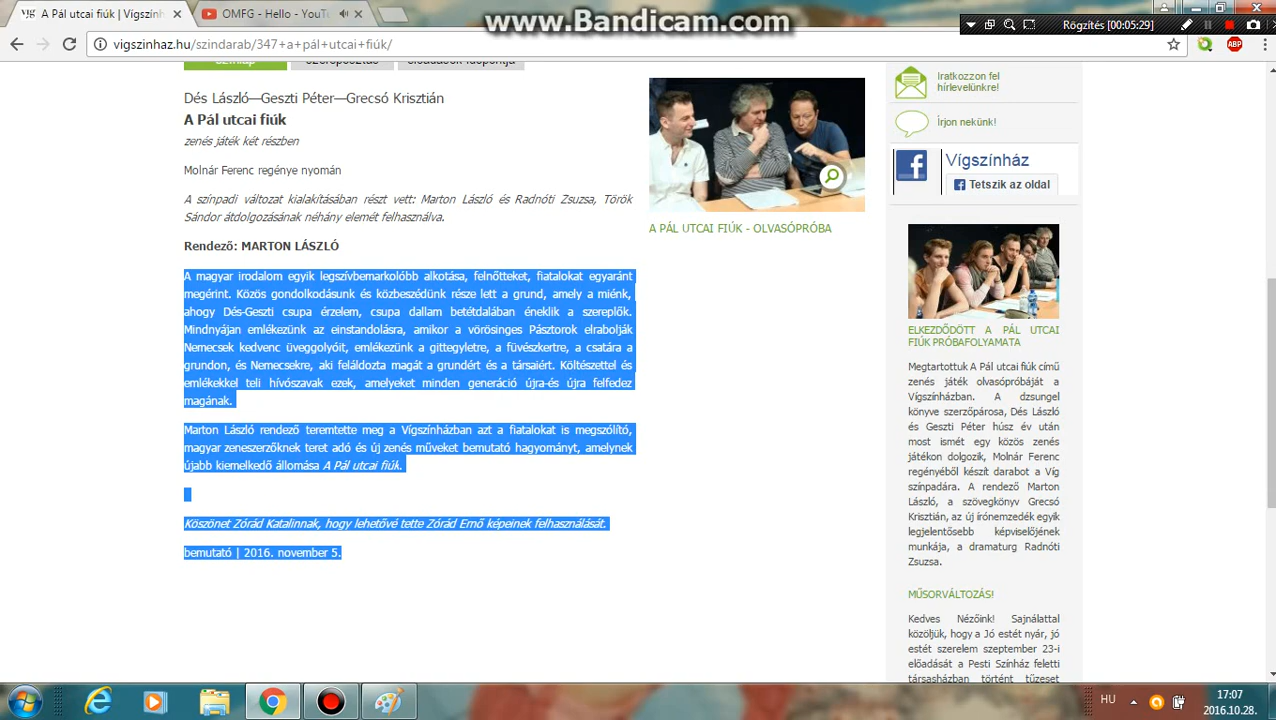 www.Bandicam.com
A Pál utcai fiúk | Vígszính
OMFG - Hello - YouTu
Rögzítés [00:05:29]
vigszinhaz.hu/szindarab/347+a+pál+utcai+fiúk/
ABP
színlap
szereposztás
előadások időpontja
Dés László—Geszti Péter—Grecsó Krisztián
A Pál utcai fiúk
zenés játék két részben
Molnár Ferenc regénye nyomán
A színpadi változat kialakításában részt vett: Marton László és Radnóti Zsuzsa, Török
Sándor átdolgozásának néhány elemét felhasználva.
Rendező: MARTON LÁSZLÓ
A magyar irodalom egyik legszívbemarkolóbb alkotása, felnőtteket, fiatalokat egyaránt
megérint. Közös gondolkodásunk és közbeszédünk része lett a grund, amely a miénk,
ahogy Dés-Geszti csupa érzelem, csupa dallam betétdalában éneklik a szereplők.
Mindnyájan emlékezünk az einstandolásra, amikor a vörösinges Pásztorok elrabolják
Nemecsek kedvenc üveggolyóit, emlékezünk a gittegyletre, a füvészkertre, a csatára a
grundon, és Nemecsekre, aki feláldozta magát a grundért és a társaiért. Költészettel és
emlékekkel teli hívószavak ezek, amelyeket minden generáció újra-és újra felfedez
magának.
Marton László rendező teremtette meg a Vígszínházban azt a fiatalokat is megszólító,
magyar zeneszerzőknek teret adó és új zenés műveket bemutató hagyományt, amelynek
újabb kiemelkedő állomása A Pál utcai fiúk.
Köszönet Zórád Katalinnak, hogy lehetővé tette Zórád Ernő képeinek felhasználását.
bemutató | 2016. november 5.
A PÁL UTCAI FIÚK - OLVASÓPRÓBA
Iratkozzon fel
hírlevelünkre!
Írjon nekünk!
Vígszínház
Tetszik az oldal
ELKEZDŐDÖTT A PÁL UTCAI
FIÚK PRÓBAFOLYAMATA
Megtartottuk A Pál utcai fiúk című
zenés játék olvasópróbáját a
Vígszínházban. A dzsungel
könyve szerzőpárosa, Dés László
és Geszti Péter húsz év után
most ismét egy közös zenés
játékon dolgozik, Molnár Ferenc
regényéből készít darabot a Víg
színpadára. A rendező Marton
László, a szövegkönyv Grecsó
Krisztián, az új írónemzedék egyik
legjelentősebb képviselőjének
munkája, a dramaturg Radnóti
Zsuzsa.
MŰSORVÁLTOZÁS!
Kedves Nézőink! Sajnálattal
közöljük, hogy a Jó estét nyár, jó
estét szerelem szeptember 23-i
előadását a Pesti Színház feletti
társasházban történt tűzeset
HU
17:07
2016.10.28.